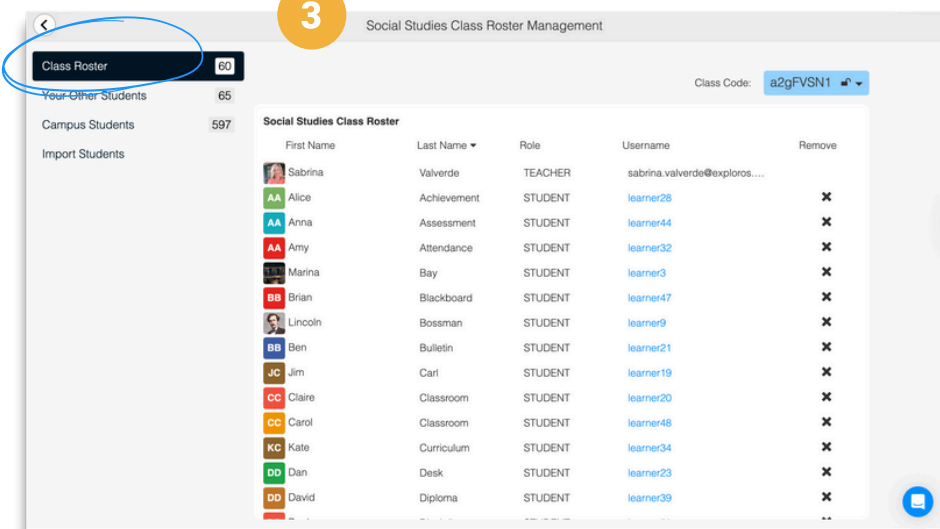 3
Social Studies Class Roster Management
Class Roster 60
Your Other Students 65
Campus Students 597
Import Students
Class Code: a2gFVSN1
Social Studies Class Roster
First Name Last Name Role Username Remove
Sabrina Valverde TEACHER sabrina.valverde@exploros....
AA Alice Achievement STUDENT learner28
AA Anna Assessment STUDENT learner44
AA Amy Attendance STUDENT learner32
Marina Bay STUDENT learner3
BB Brian Blackboard STUDENT learner47
Lincoln Bossman STUDENT learner9
BB Ben Bulletin STUDENT learner21
JC Jim Carl STUDENT learner19
CC Claire Classroom STUDENT learner20
CC Carol Classroom STUDENT learner48
KC Kate Curriculum STUDENT learner34
DD Dan Desk STUDENT learner23
DD David Diploma STUDENT learner39